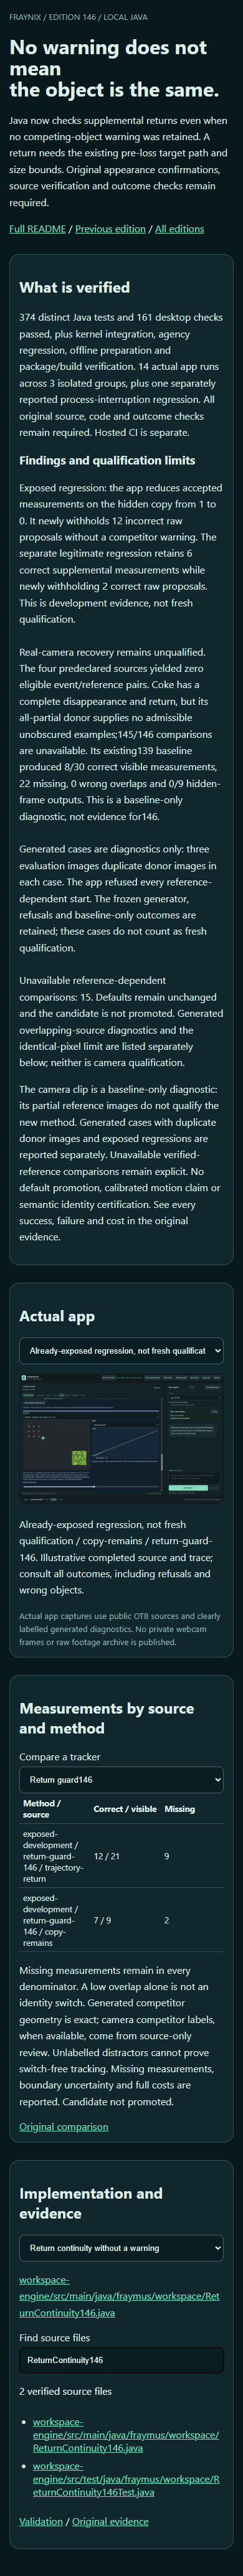 FRAYNIX / EDITION 146 / LOCAL JAVA
No warning does not
mean
the object is the same.
Java now checks supplemental returns even when
no competing-object warning was retained. A
return needs the existing pre-loss target path and
size bounds. Original appearance confirmations,
source verification and outcome checks remain
required.
Full README / Previous edition / All editions
What is verified
374 distinct Java tests and 161 desktop checks
passed, plus kernel integration, agency
regression, offline preparation and
package/build verification. 14 actual app runs
across 3 isolated groups, plus one separately
reported process-interruption regression. All
original source, code and outcome checks
remain required. Hosted CI is separate.
Findings and qualification limits
Exposed regression: the app reduces accepted
measurements on the hidden copy from 1 to
0. It newly withholds 12 incorrect raw
proposals without a competitor warning. The
separate legitimate regression retains 6
correct supplemental measurements while
newly withholding 2 correct raw proposals.
This is development evidence, not fresh
qualification.
Real-camera recovery remains unqualified.
The four predeclared sources yielded zero
eligible event/reference pairs. Coke has a
complete disappearance and return, but its
all-partial donor supplies no admissible
unobscured examples;145/146 comparisons
are unavailable. Its existing139 baseline
produced 8/30 correct visible measurements,
22 missing, 0 wrong overlaps and 0/9 hidden-
frame outputs. This is a baseline-only
diagnostic, not evidence for146.
Generated cases are diagnostics only: three
evaluation images duplicate donor images in
each case. The app refused every reference-
dependent start. The frozen generator,
refusals and baseline-only outcomes are
retained; these cases do not count as fresh
qualification.
Unavailable reference-dependent
comparisons: 15. Defaults remain unchanged
and the candidate is not promoted. Generated
overlapping-source diagnostics and the
identical-pixel limit are listed separately
below; neither is camera qualification.
The camera clip is a baseline-only diagnostic:
its partial reference images do not qualify the
new method. Generated cases with duplicate
donor images and exposed regressions are
reported separately. Unavailable verified-
reference comparisons remain explicit. No
default promotion, calibrated motion claim or
semantic identity certification. See every
success, failure and cost in the original
evidence.
Actual app
Already-exposed regression, not fresh qualificat
Already-exposed regression, not fresh
qualification / copy-remains / return-guard-
146. Illustrative completed source and trace;
consult all outcomes, including refusals and
wrong objects.
Actual app captures use public OTB sources and clearly
labelled generated diagnostics. No private webcam
frames or raw footage archive is published.
Measurements by source
and method
Compare a tracker
Return guard146
Method / source Correct / visible Missing
exposed-development / return-guard-146 / trajectory-return 12 / 21 9
exposed-development / return-guard-146 / copy-remains 7 / 9 2
Missing measurements remain in every
denominator. A low overlap alone is not an
identity switch. Generated competitor
geometry is exact; camera competitor labels,
when available, come from source-only
review. Unlabelled distractors cannot prove
switch-free tracking. Missing measurements,
boundary uncertainty and full costs are
reported. Candidate not promoted.
Original comparison
Implementation and
evidence
Return continuity without a warning
workspace-
engine/src/main/java/fraymus/workspace/Ret
urnContinuity146.java
Find source files
ReturnContinuity146
2 verified source files
workspace-
engine/src/main/java/fraymus/workspace/
ReturnContinuity146.java
workspace-
engine/src/test/java/fraymus/workspace/R
eturnContinuity146Test.java
Validation / Original evidence